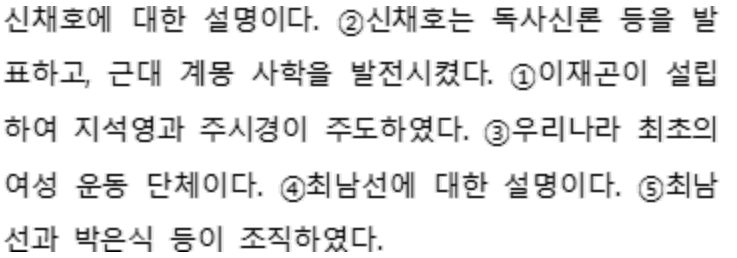 신채호에 대한 설명이다. ②신채호는 독사신론 등을 발
표하고, 근대 계몽 사학을 발전시켰다. ①이재곤이 설립
하여 지석영과 주시경이 주도하였다. ③우리나라 최초의
여성 운동 단체이다. ④최남선에 대한 설명이다. ⑤최남
선과 박은식 등이 조직하였다.